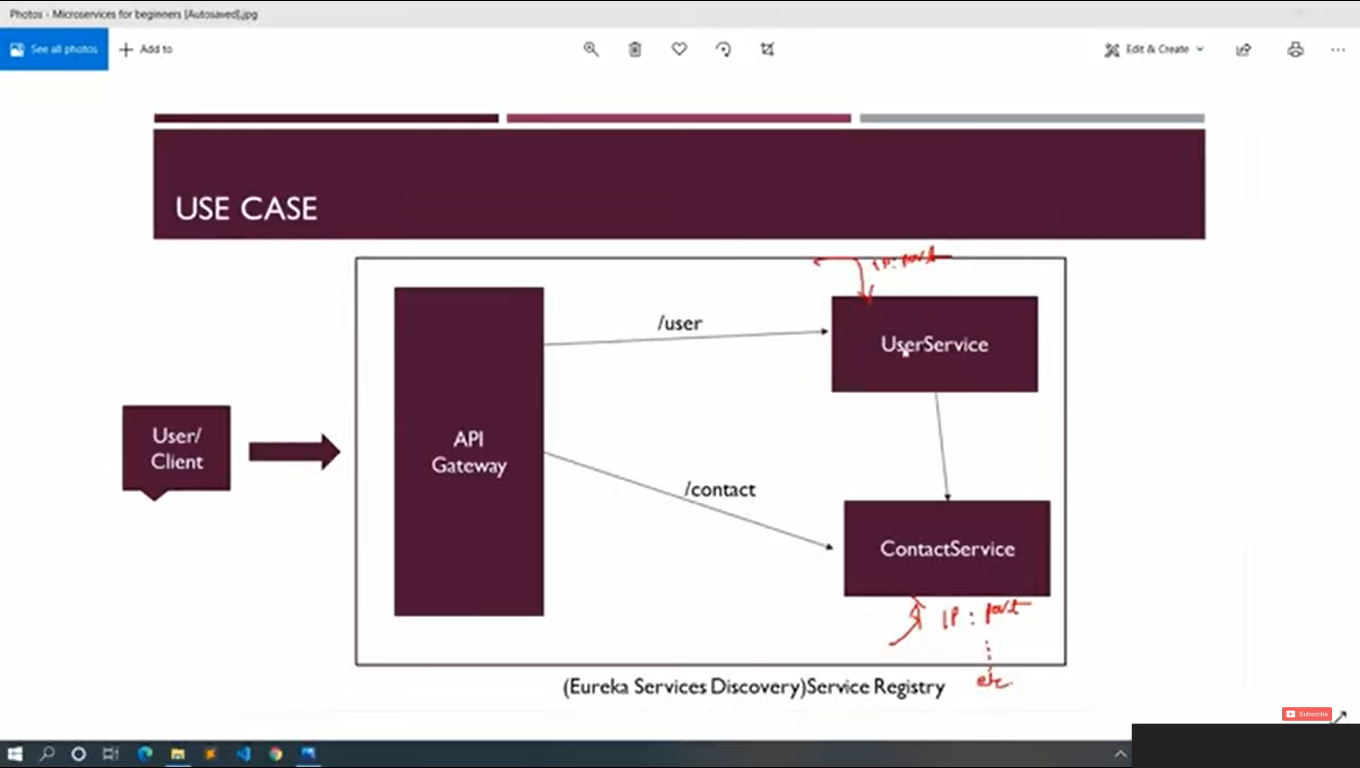 Photos - Microservices for beginners [Autosaved].jpg
See all photos
Add to
Edit & Create
USE CASE
IP: port
/user
UserService
User/
Client
API
Gateway
/contact
ContactService
IP : port
etc
(Eureka Services Discovery)Service Registry
Subscribe